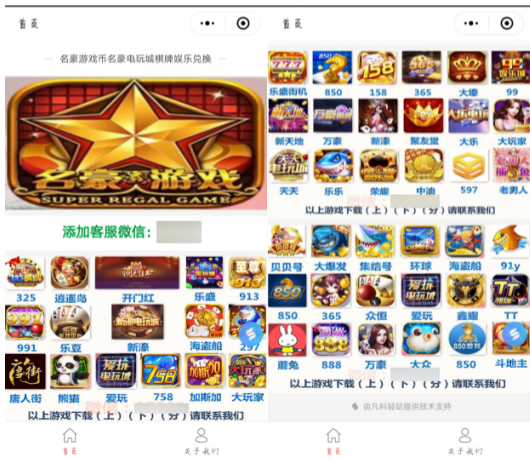 首页
名豪游戏币名豪电玩城棋牌娱乐兑换
名豪游戏
SUPER REGAL GAME
添加客服微信：
325 逍遥鸟 开门红 乐盛 913
991 乐豆 新濠 海盗船 297
唐人街 熊猫 爱玩 758 加斯加 大玩家
微信：
以上游戏下载（上）（下）（分）请联系我们
首页 关于我们
首页
乐盛街机 850 158 365 大壕 99
新天地 万豪 新濠 聚友堂 大乐 大玩家
天天 乐乐 荣耀 中油 597 老男人
以上游戏下载（上）（下）（分）请联系我们
贝贝号 大爆发 集结号 环球 海盗船 91y
850 365 众恒 爱玩 鑫耀 TT
蘑兔 888 万豪 大众 850 斗地主
以上游戏下载（上）（下）（分）请联系我们
由凡科轻站提供技术支持
首页 关于我们